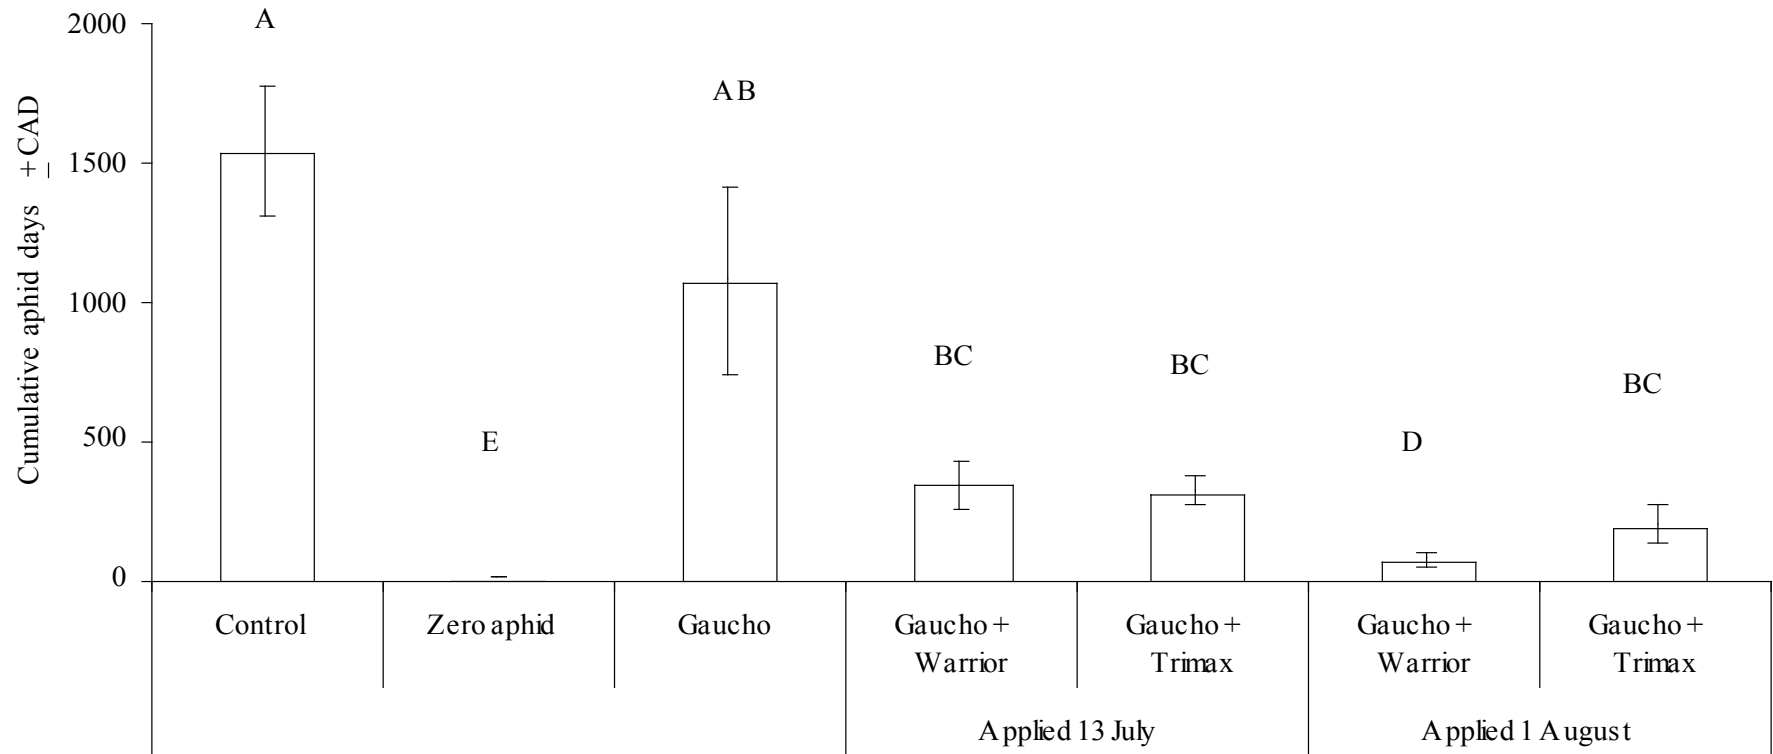 2000
1500
1000
500
0
Cumulative aphid days ±CAD
A
E
AB
BC
BC
D
BC
Control
Zero aphid
Gaucho
Gaucho +
Warrior
Gaucho +
Trimax
Gaucho +
Warrior
Gaucho +
Trimax
Applied 13 July
Applied 1 August